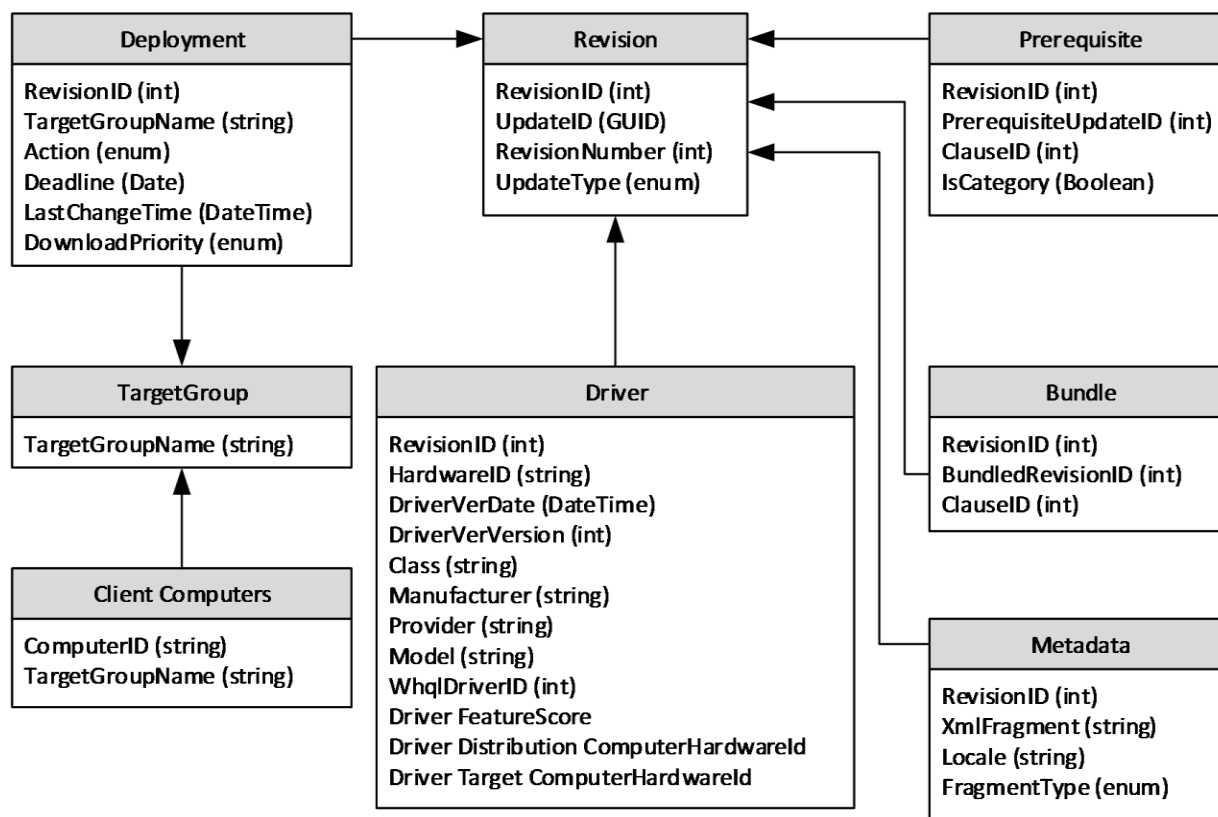 Deployment
RevisionID (int)
TargetGroupName (string)
Action (enum)
Deadline (Date)
LastChangeTime (DateTime)
DownloadPriority (enum)
Revision
RevisionID (int)
UpdateID (GUID)
RevisionNumber (int)
UpdateType (enum)
Prerequisite
RevisionID (int)
PrerequisiteUpdateID (int)
ClauseID (int)
IsCategory (Boolean)
TargetGroup
TargetGroupName (string)
Driver
RevisionID (int)
HardwareID (string)
DriverVerDate (DateTime)
DriverVerVersion (int)
Class (string)
Manufacturer (string)
Provider (string)
Model (string)
WhqlDriverID (int)
Driver FeatureScore
Driver Distribution ComputerHardwareId
Driver Target ComputerHardwareId
Bundle
RevisionID (int)
BundledRevisionID (int)
ClauseID (int)
Client Computers
ComputerID (string)
TargetGroupName (string)
Metadata
RevisionID (int)
XmlFragment (string)
Locale (string)
FragmentType (enum)